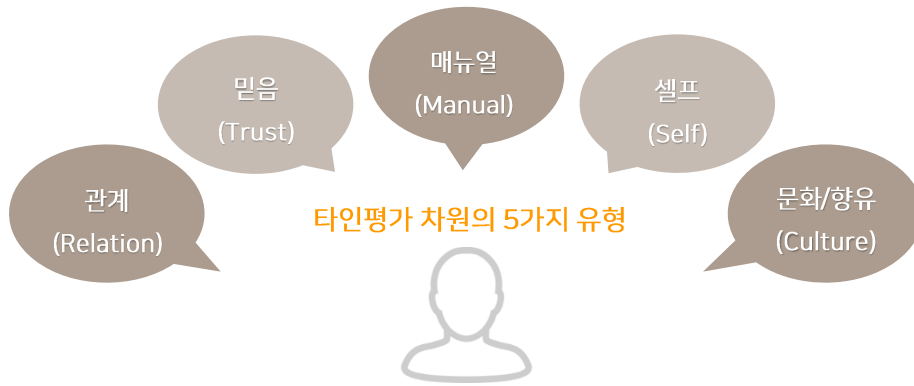 관계
(Relation)
믿음
(Trust)
매뉴얼
(Manual)
셀프
(Self)
문화/향유
(Culture)
타인평가 차원의 5가지 유형